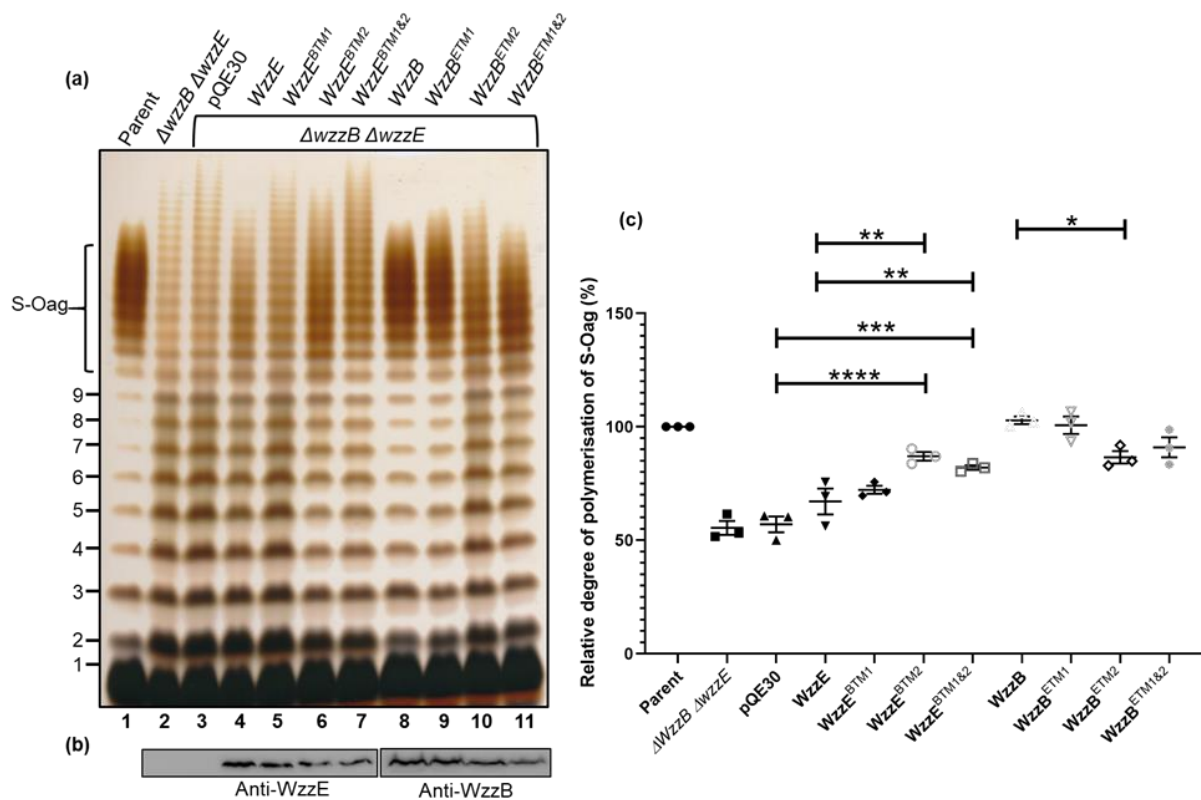 (a)
Parent
ΔwzzB ΔwzzE
pQE30
WzzE
WzzE^BTM1
WzzE^BTM2
WzzE^BTM1&2
WzzB
WzzB^ETM1
WzzB^ETM2
WzzB^ETM1&2
ΔwzzB ΔwzzE
S-Oag
9
8
7
6
5
4
3
2
1
1 2 3 4 5 6 7 8 9 10 11
(b)
Anti-WzzE Anti-WzzB
(c)
** 
**
***
****
*
Relative degree of polymerisation of S-Oag (%)
150
100
50
0
Parent
ΔWzzB ΔwzzE
pQE30
WzzE
WzzE^BTM1
WzzE^BTM2
WzzE^BTM1&2
WzzB
WzzB^ETM1
WzzB^ETM2
WzzB^ETM1&2